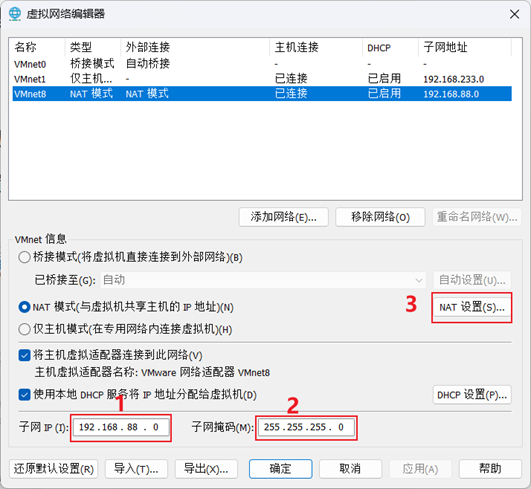 虚拟网络编辑器
名称 类型 外部连接 主机连接 DHCP 子网地址
VMnet0 桥接模式 自动桥接 - - -
VMnet1 仅主机... - 已连接 已启用 192.168.233.0
VMnet8 NAT 模式 NAT 模式 已连接 已启用 192.168.88.0
添加网络(E)... 移除网络(O) 重命名网络(W)...
VMnet 信息
桥接模式(将虚拟机直接连接到外部网络)(B)
已桥接至(G): 自动 自动设置(U)...
NAT 模式(与虚拟机共享主机的 IP 地址)(N) 3 NAT 设置(S)...
仅主机模式(在专用网络内连接虚拟机)(H)
将主机虚拟适配器连接到此网络(V)
主机虚拟适配器名称: VMware 网络适配器 VMnet8
使用本地 DHCP 服务将 IP 地址分配给虚拟机(D) DHCP 设置(P)...
1 2
子网 IP (I): 192.168.88.0 子网掩码(M): 255.255.255.0
还原默认设置(R) 导入(T)... 导出(X)... 确定 取消 应用(A) 帮助